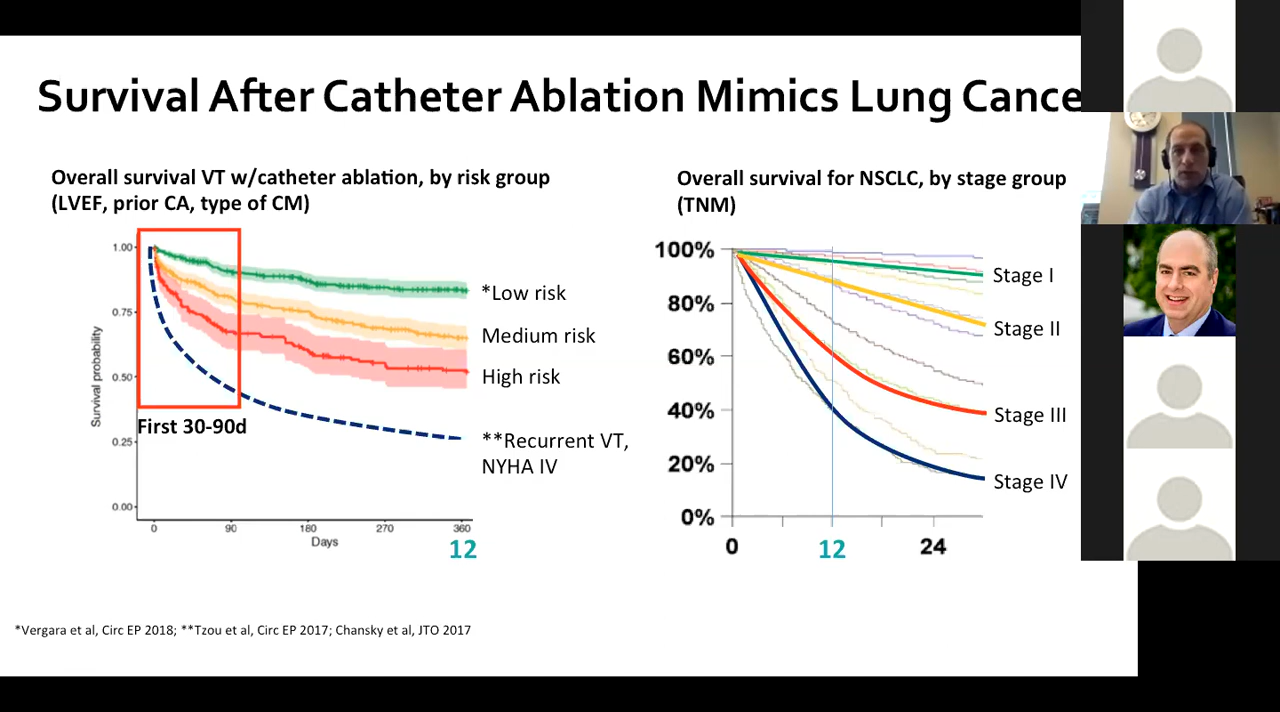 Survival After Catheter Ablation Mimics Lung Cance
Overall survival VT w/catheter ablation, by risk group
(LVEF, prior CA, type of CM)
1.00
0.75
0.50
0.25
0.00
Survival probability
0
90
180
270
360
Days
12
First 30-90d
*Low risk
Medium risk
High risk
**Recurrent VT,
NYHA IV
Overall survival for NSCLC, by stage group
(TNM)
100%
80%
60%
40%
20%
0%
0
12
24
Stage I
Stage II
Stage III
Stage IV
*Vergara et al, Circ EP 2018; **Tzou et al, Circ EP 2017; Chansky et al, JTO 2017